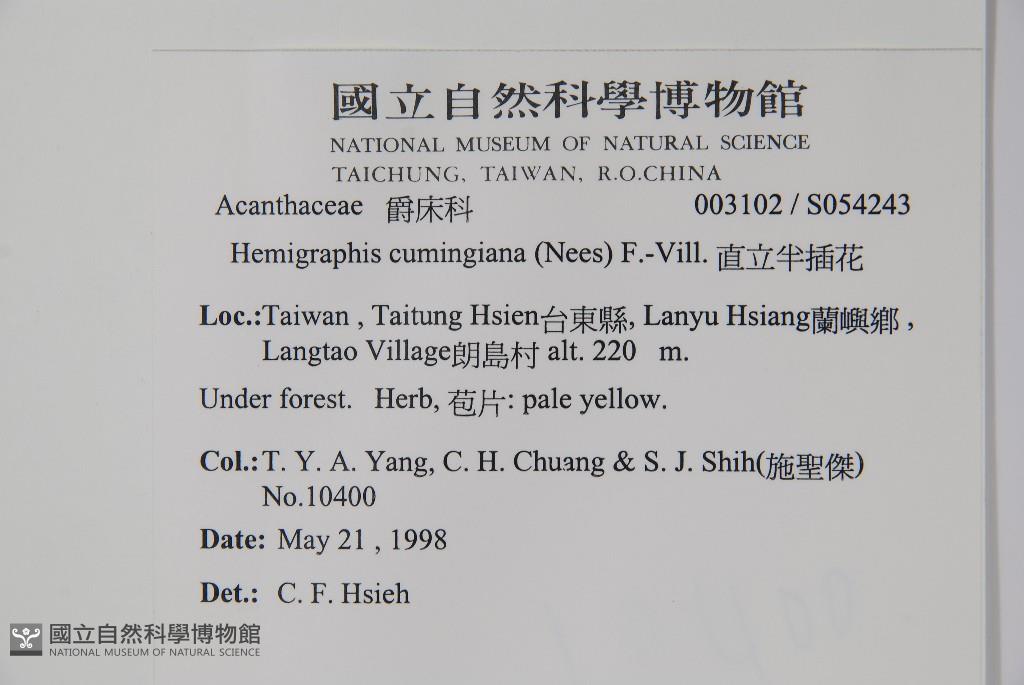 國立自然科學博物館
NATIONAL MUSEUM OF NATURAL SCIENCE
TAICHUNG, TAIWAN, R.O.CHINA
Acanthaceae 爵床科 003102 / S054243
Hemigraphis cumingiana (Nees) F.-Vill. 直立半插花
Loc.:Taiwan , Taitung Hsien台東縣, Lanyu Hsiang蘭嶼鄉 ,
Langtao Village朗島村 alt. 220 m.
Under forest. Herb, 苞片: pale yellow.
Col.:T. Y. A. Yang, C. H. Chuang & S. J. Shih(施聖傑)
No.10400
Date: May 21 , 1998
Det.: C. F. Hsieh
國立自然科學博物館
NATIONAL MUSEUM OF NATURAL SCIENCE